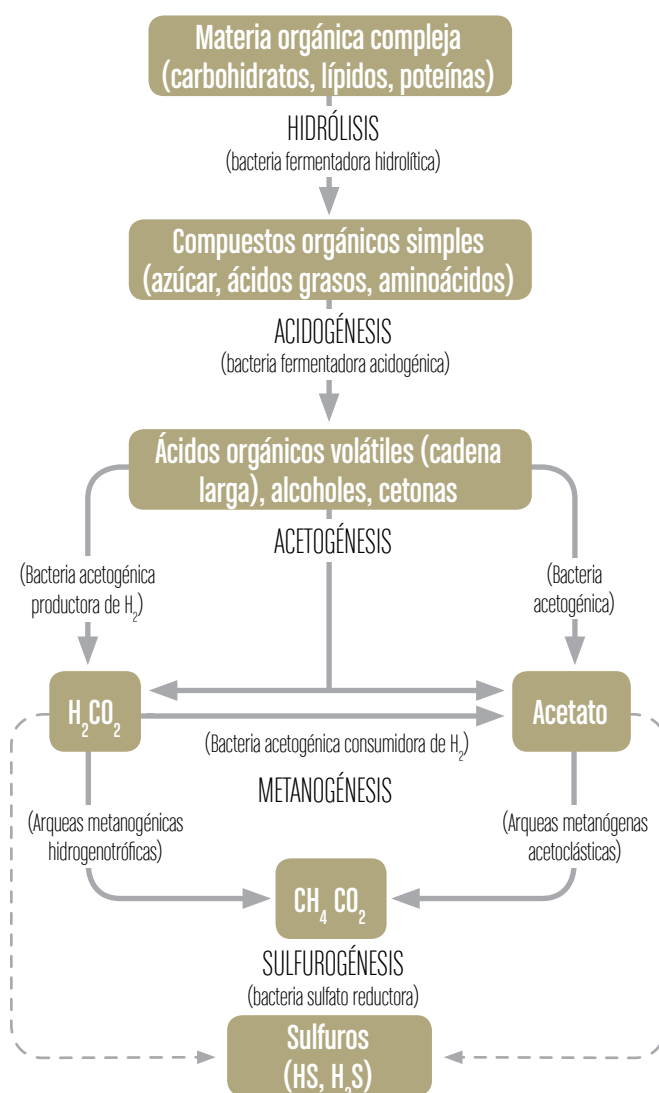 Materia orgánica compleja
(carbohidratos, lípidos, poteínas)
HIDRÓLISIS
(bacteria fermentadora hidrolítica)
Compuestos orgánicos simples
(azúcar, ácidos grasos, aminoácidos)
ACIDOGÉNESIS
(bacteria fermentadora acidogénica)
Ácidos orgánicos volátiles (cadena
larga), alcoholes, cetonas
ACETOGÉNESIS
(Bacteria acetogénica
productora de H₂)
(Bacteria
acetogénica)
H₂CO₂
Acetato
(Bacteria acetogénica consumidora de H₂)
METANOGÉNESIS
(Arqueas metanogénicas
hidrogenotróficas)
(Arqueas metanógenas
acetoclásticas)
CH₄ CO₂
SULFUROGÉNESIS
(bacteria sulfato reductora)
Sulfuros
(HS, H₂S)